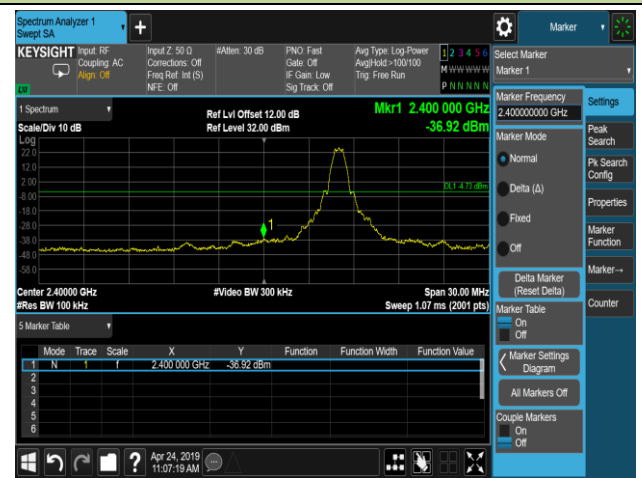 Spectrum Analyzer 1
Swept SA
Marker
KEYSIGHT
Input: RF
Coupling: AC
Align: Off
Input Z: 50 Ω
Corrections: Off
Freq Ref: Int (S)
NFE: Off
#Atten: 30 dB
PNO: Fast
Gate: Off
IF Gain: Low
Sig Track: Off
Avg Type: Log-Power
Avg|Hold:>100/100
Trig: Free Run
1 2 3 4 5 6
M W W W W W
P N N N N N
LXI
Select Marker
Marker 1
1 Spectrum
Scale/Div 10 dB
Ref Lvl Offset 12.00 dB
Ref Level 32.00 dBm
Mkr1 2.400 000 GHz
-36.92 dBm
Log
22.0
12.0
2.00
-8.00
-18.0
-28.0
-38.0
-48.0
-58.0
DL1 -4.73 dBm
1
Center 2.40000 GHz
#Res BW 100 kHz
#Video BW 300 kHz
Span 30.00 MHz
Sweep 1.07 ms (2001 pts)
5 Marker Table
Mode Trace Scale X Y Function Function Width Function Value
1 N 1 f 2.400 000 GHz -36.92 dBm
2
3
4
5
6
Marker Frequency
2.400000000 GHz
Marker Mode
Normal
Delta (Δ)
Fixed
Off
Delta Marker
(Reset Delta)
Marker Table
On
Off
Marker Settings
Diagram
All Markers Off
Couple Markers
On
Off
Settings
Peak
Search
Pk Search
Config
Properties
Marker
Function
Marker→
Counter
Apr 24, 2019
11:07:19 AM